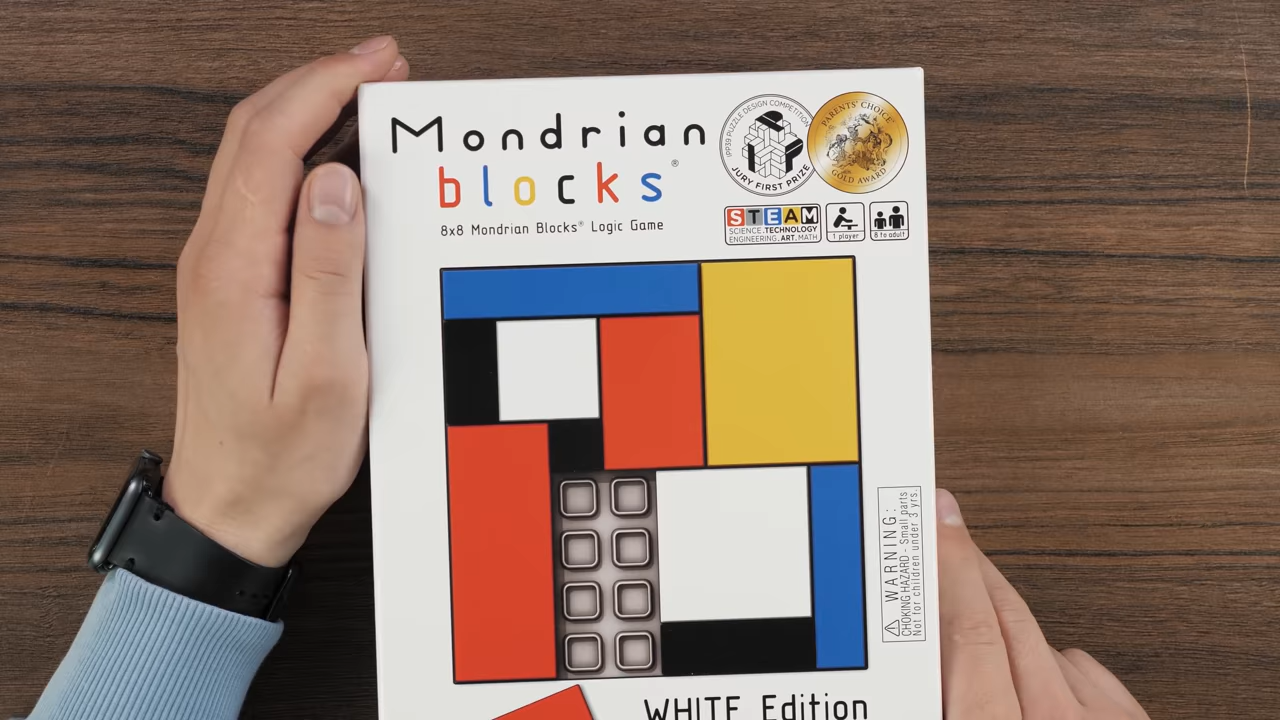 Mondrian
blocks®
8x8 Mondrian Blocks® Logic Game
IPP39 PUZZLE DESIGN COMPETITION
JURY FIRST PRIZE
PARENTS' CHOICE
GOLD AWARD
STEAM
SCIENCE.TECHNOLOGY
ENGINEERING.ART.MATH
1 player
8 to adult
WARNING:
CHOKING HAZARD - Small parts
Not for children under 3 yrs.
WHITE Edition